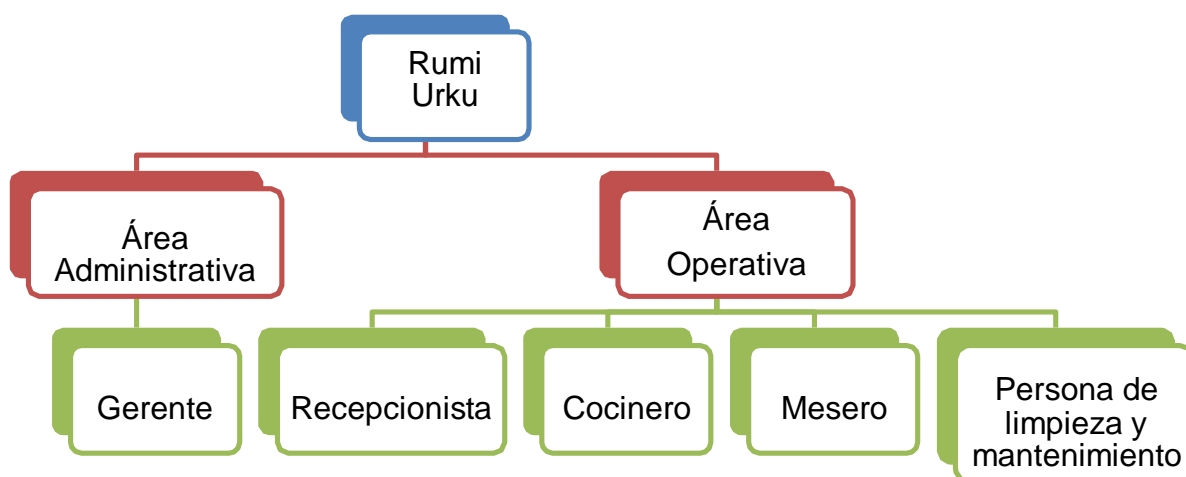 Rumi
Urku
Área
Administrativa
Área
Operativa
Gerente
Recepcionista
Cocinero
Mesero
Persona de
limpieza y
mantenimiento